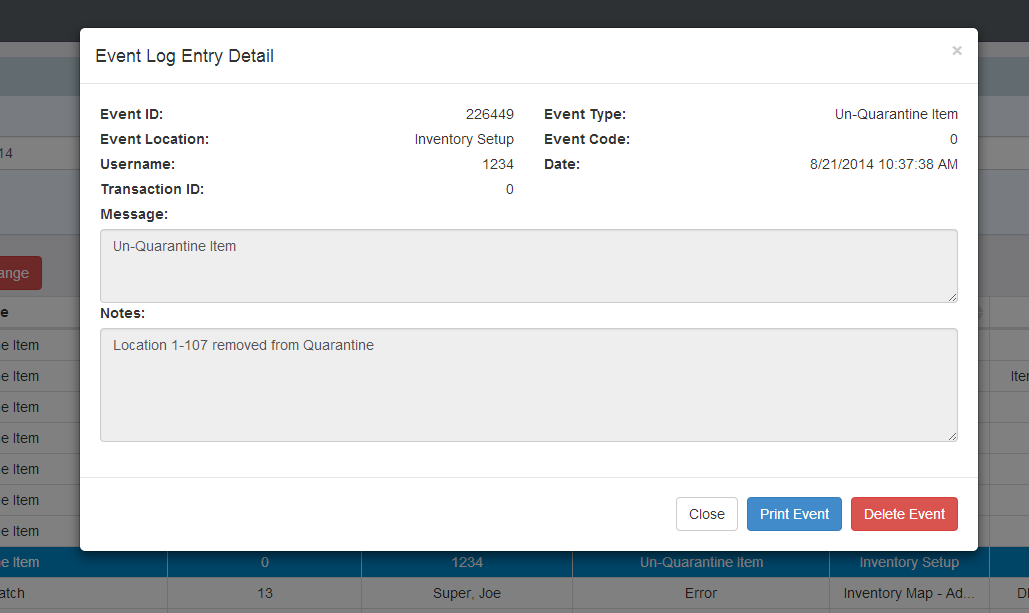 Event Log Entry Detail
×
Event ID: 226449 Event Type: Un-Quarantine Item
Event Location: Inventory Setup Event Code: 0
Username: 1234 Date: 8/21/2014 10:37:38 AM
Transaction ID: 0
Message:
Un-Quarantine Item
Notes:
Location 1-107 removed from Quarantine
Close Print Event Delete Event
14
ange
e
e Item
e Item Iter
e Item
e Item
e Item
e Item
e Item
e Item 0 1234 Un-Quarantine Item Inventory Setup
atch 13 Super, Joe Error Inventory Map - Ad...